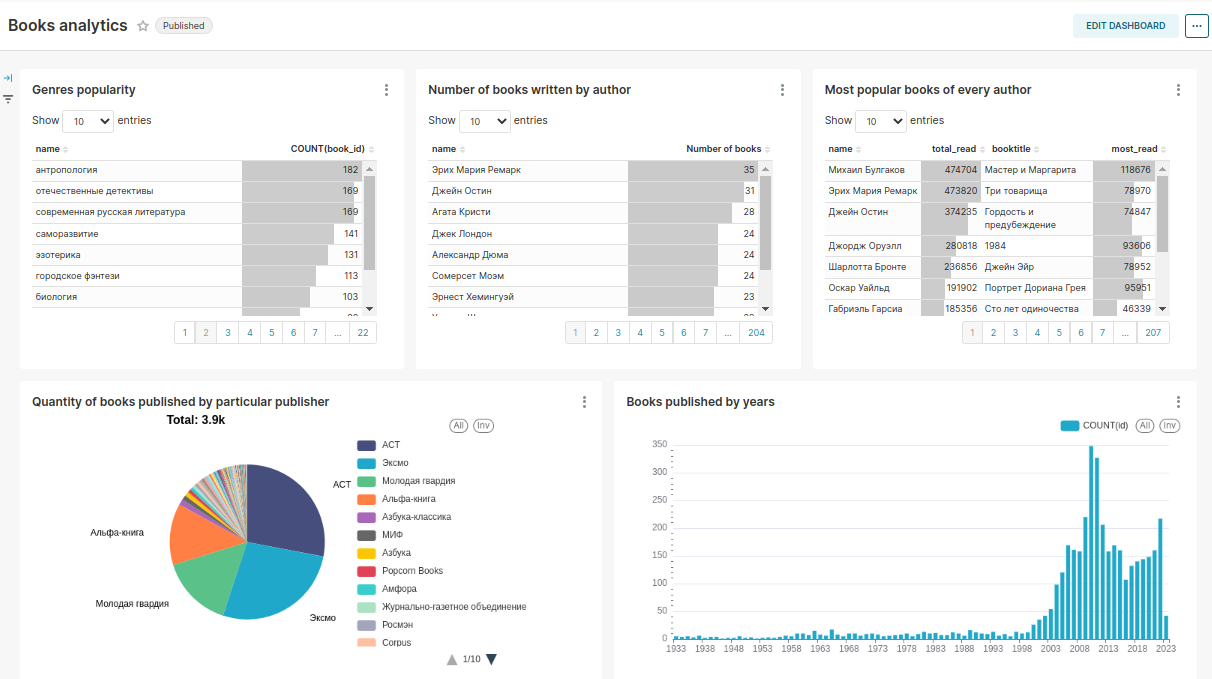 Books analytics
Published
EDIT DASHBOARD
...
Genres popularity
Show 10 entries
name COUNT(book_id)
антропология 182
отечественные детективы 169
современная русская литература 169
саморазвитие 141
эзотерика 131
городское фэнтези 113
биология 103
1 2 3 4 5 6 7 ... 22
Number of books written by author
Show 10 entries
name Number of books
Эрих Мария Ремарк 35
Джейн Остин 31
Агата Кристи 28
Джек Лондон 24
Александр Дюма 24
Сомерсет Моэм 24
Эрнест Хемингуэй 23
1 2 3 4 5 6 7 ... 204
Most popular books of every author
Show 10 entries
name total_read booktitle most_read
Михаил Булгаков 474704 Мастер и Маргарита 118676
Эрих Мария Ремарк 473820 Три товарища 78970
Джейн Остин 374235 Гордость и 74847
предубеждение
Джордж Оруэлл 280818 1984 93606
Шарлотта Бронте 236856 Джейн Эйр 78952
Оскар Уайльд 191902 Портрет Дориана Грея 95951
Габриэль Гарсиа 185356 Сто лет одиночества 46339
1 2 3 4 5 6 7 ... 207
Quantity of books published by particular publisher
Total: 3.9k
All Inv
АСТ
Эксмо
Молодая гвардия
Альфа-книга
Азбука-классика
МИФ
Азбука
Popcorn Books
Амфора
Журнально-газетное объединение
Росмэн
Corpus
1/10
АСТ
Альфа-книга
Молодая гвардия
Эксмо
Books published by years
COUNT(id) All Inv
350
300
250
200
150
100
50
0
1933 1938 1948 1953 1958 1963 1968 1973 1978 1983 1988 1993 1998 2003 2008 2013 2018 2023